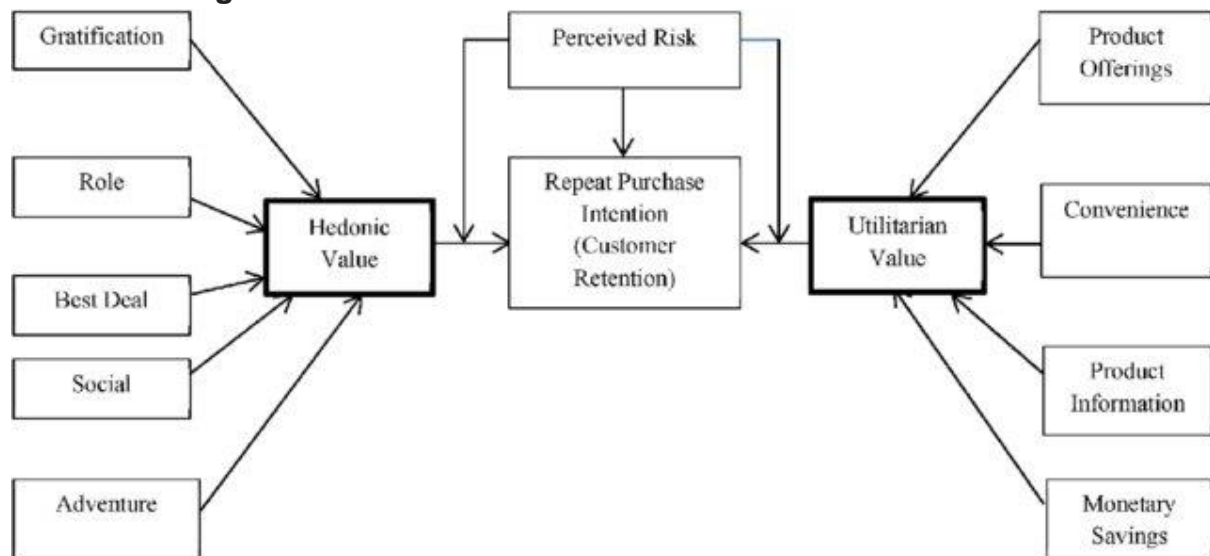 Gratification
Perceived Risk
Product
Offerings
Role
Repeat Purchase
Intention
(Customer
Retention)
Convenience
Hedonic
Value
Utilitarian
Value
Best Deal
Social
Product
Information
Adventure
Monetary
Savings